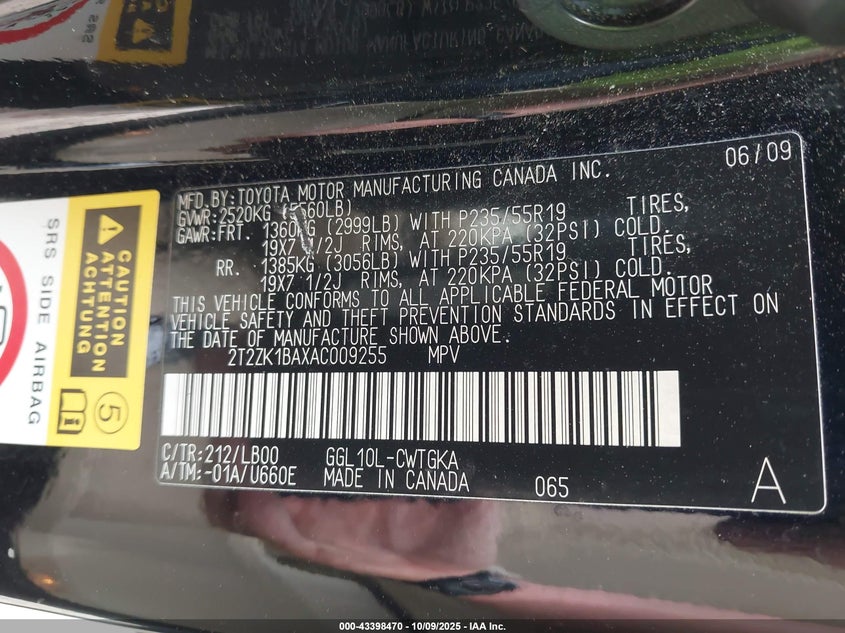 06/09
MFD.BY:TOYOTA MOTOR MANUFACTURING CANADA INC.
GVWR:2520KG (5560LB)
GAWR:FRT. 1360KG (2999LB) WITH P235/55R19 TIRES,
19X7 1/2J RIMS, AT 220KPA (32PSI) COLD.
RR. 1385KG (3056LB) WITH P235/55R19 TIRES,
19X7 1/2J RIMS, AT 220KPA (32PSI) COLD.
THIS VEHICLE CONFORMS TO ALL APPLICABLE FEDERAL MOTOR
VEHICLE SAFETY AND THEFT PREVENTION STANDARDS IN EFFECT ON
THE DATE OF MANUFACTURE SHOWN ABOVE.
2T2ZK1BAXAC009255 MPV
C/TR:212/LB00 GGL10L-CWTGKA
A/TM:-01A/U660E MADE IN CANADA 065 A
CAUTION
ATTENTION
ACHTUNG
5
SRS SIDE AIRBAG
000-43398470 - 10/09/2025 - IAA Inc.